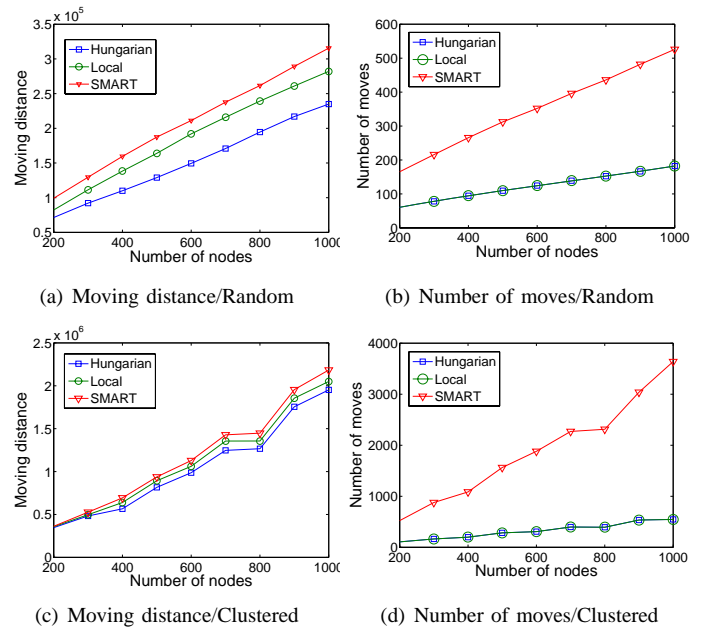 x 10^5
3.5
3
2.5
2
1.5
1
0.5
Moving distance
Hungarian
Local
SMART
200 400 600 800 1000
Number of nodes
(a) Moving distance/Random
600
500
400
300
200
100
0
Number of moves
Hungarian
Local
SMART
200 400 600 800 1000
Number of nodes
(b) Number of moves/Random
x 10^6
2.5
2
1.5
1
0.5
0
Moving distance
Hungarian
Local
SMART
200 400 600 800 1000
Number of nodes
(c) Moving distance/Clustered
4000
3000
2000
1000
0
Number of moves
Hungarian
Local
SMART
200 400 600 800 1000
Number of nodes
(d) Number of moves/Clustered